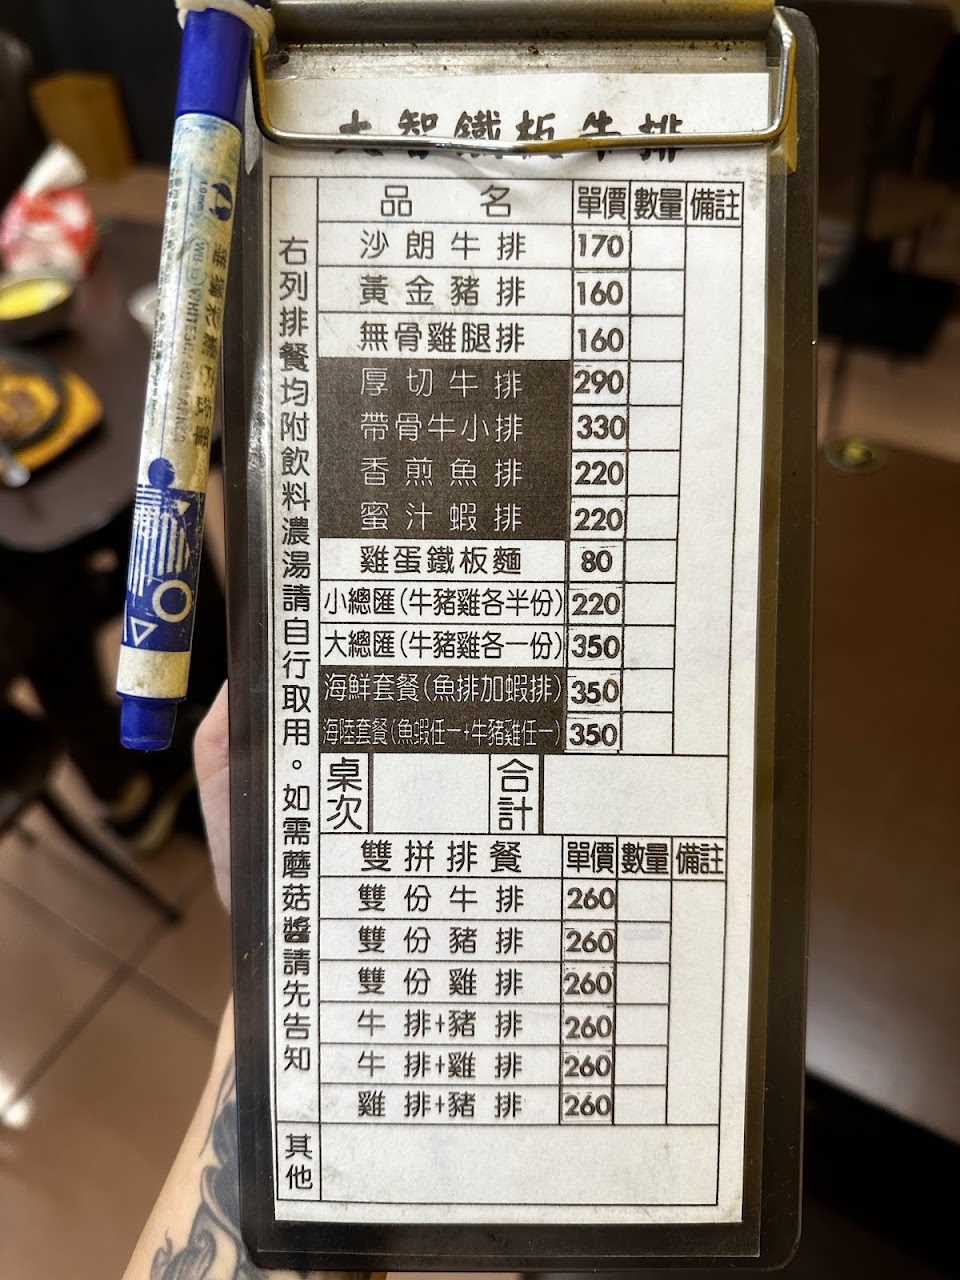 大智鐵板牛排
品名 單價 數量 備註
沙朗牛排 170
黃金豬排 160
無骨雞腿排 160
厚切牛排 290
帶骨牛小排 330
香煎魚排 220
蜜汁蝦排 220
雞蛋鐵板麵 80
小總匯(牛豬雞各半份) 220
大總匯(牛豬雞各一份) 350
海鮮套餐(魚排加蝦排) 350
海陸套餐(魚蝦任一+牛豬雞任一) 350
桌次 合計
雙拼排餐 單價 數量 備註
雙份牛排 260
雙份豬排 260
雙份雞排 260
牛排+豬排 260
牛排+雞排 260
雞排+豬排 260
右列排餐均附飲料濃湯請自行取用。如需蘑菇醬請先告知
其他
1.0mm